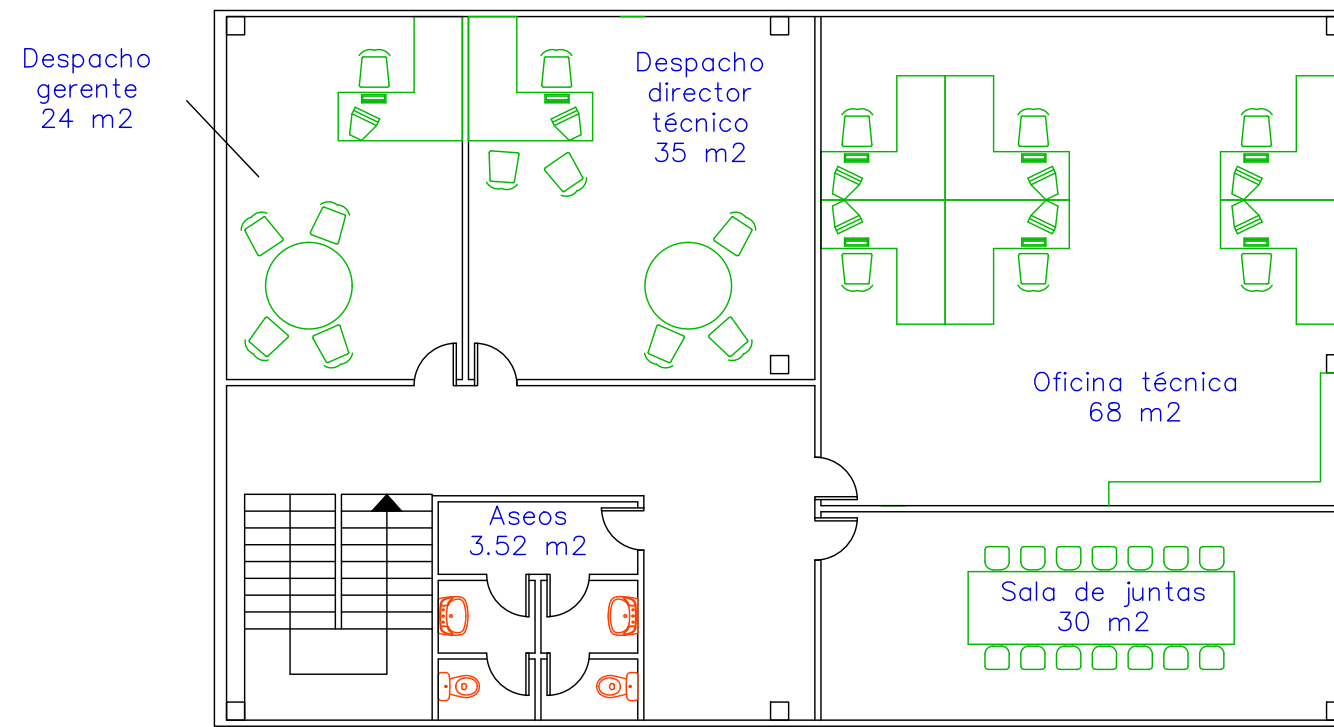 Despacho
gerente
24 m2
Despacho
director
técnico
35 m2
Oficina técnica
68 m2
Aseos
3.52 m2
Sala de juntas
30 m2